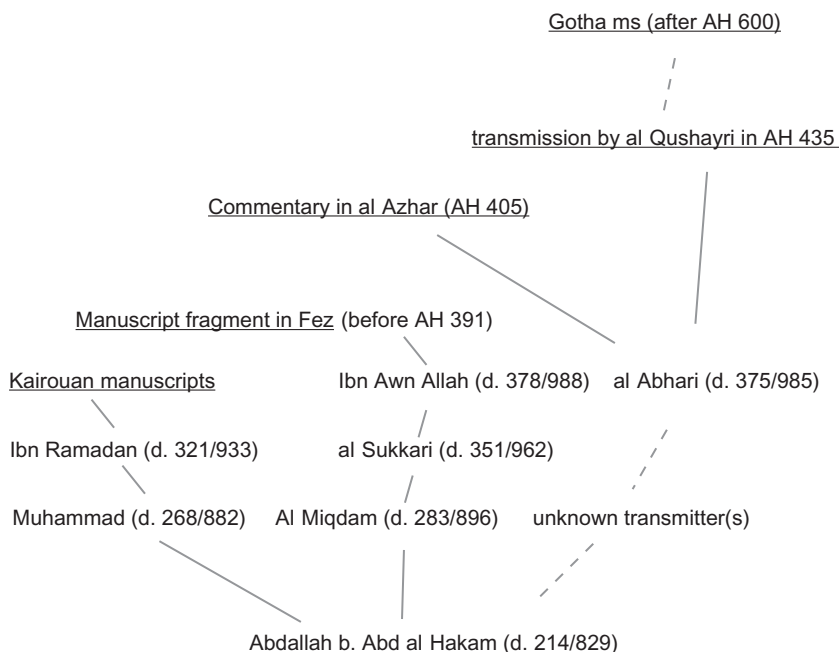 Gotha ms (after AH 600)
transmission by al Qushayri in AH 435
Commentary in al Azhar (AH 405)
Manuscript fragment in Fez (before AH 391)
Kairouan manuscripts Ibn Awn Allah (d. 378/988) al Abhari (d. 375/985)
Ibn Ramadan (d. 321/933) al Sukkari (d. 351/962)
Muhammad (d. 268/882) Al Miqdam (d. 283/896) unknown transmitter(s)
Abdallah b. Abd al Hakam (d. 214/829)